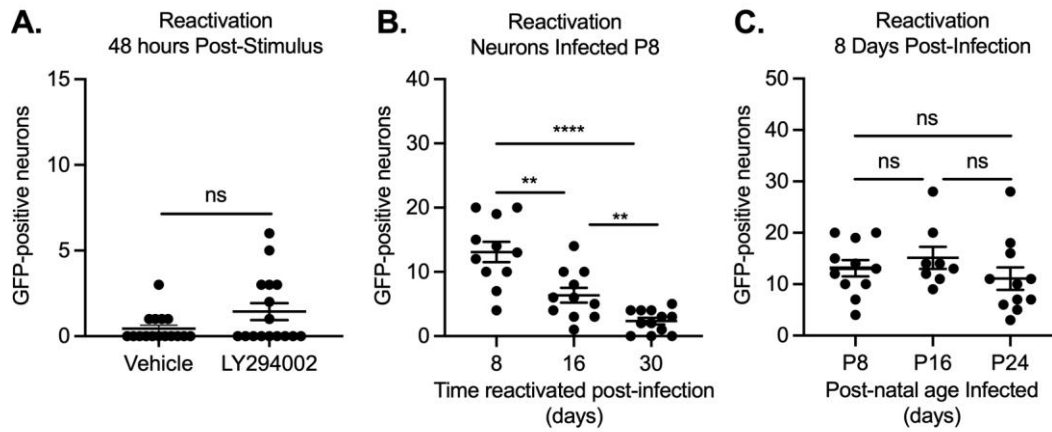 A.
Reactivation
48 hours Post-Stimulus
GFP-positive neurons
15
10
5
0
ns
Vehicle
LY294002
B.
Reactivation
Neurons Infected P8
GFP-positive neurons
40
30
20
10
0
****
**
**
8
16
30
Time reactivated post-infection
(days)
C.
Reactivation
8 Days Post-Infection
GFP-positive neurons
50
40
30
20
10
0
ns
ns
ns
P8
P16
P24
Post-natal age Infected
(days)